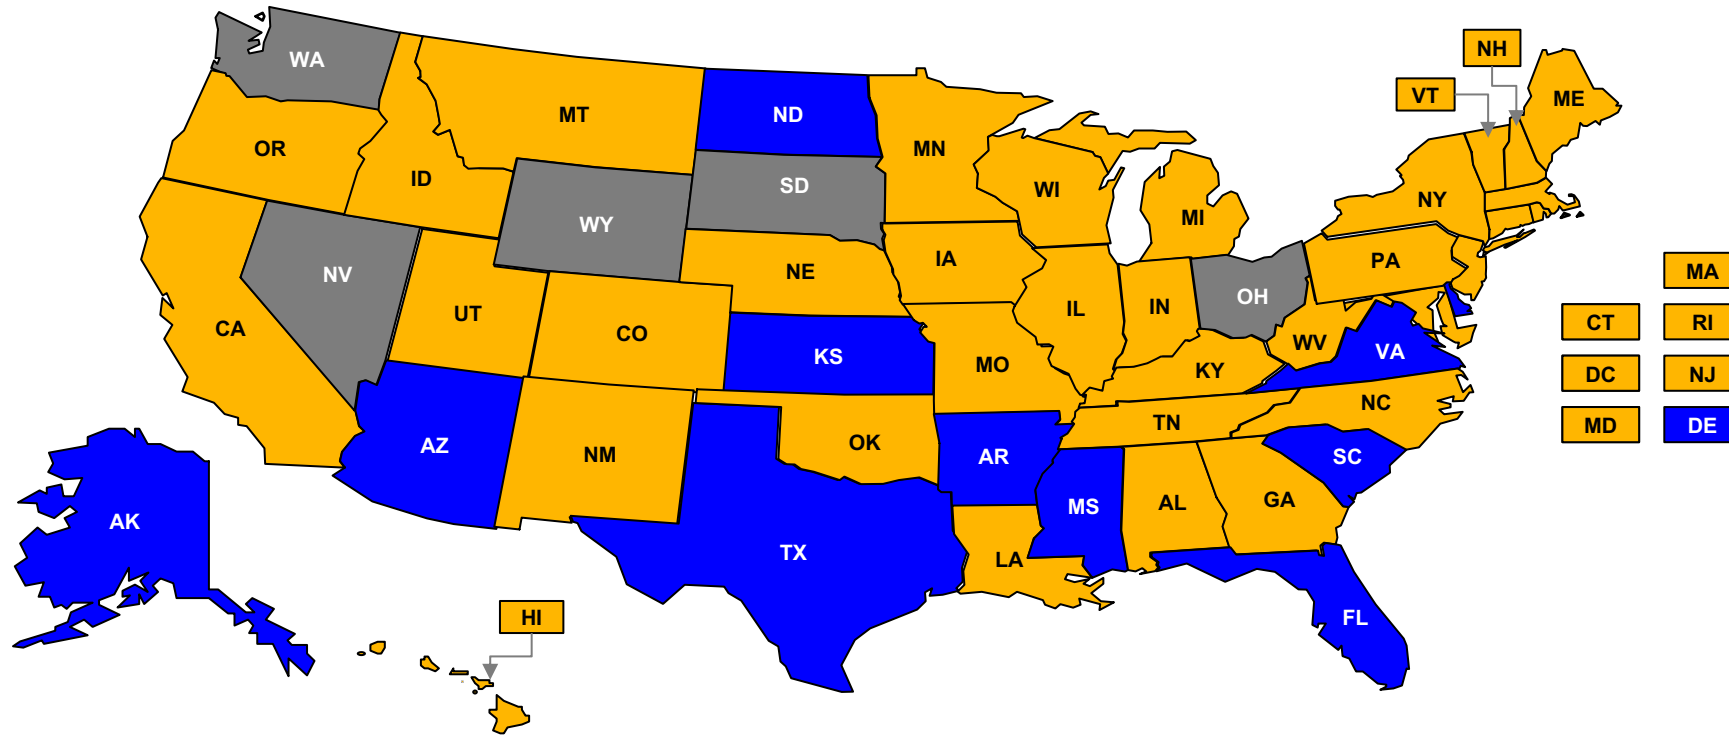 NH
WA
VT
ME
MT
ND
OR
MN
ID
SD
WI
NY
MI
WY
IA
PA
NV
NE
MA
OH
IL
IN
UT
CO
CA
CT
RI
WV
VA
KS
MO
KY
DC
NJ
NC
TN
MD
DE
AZ
NM
OK
AR
SC
MS
AL
GA
AK
TX
LA
HI
FL